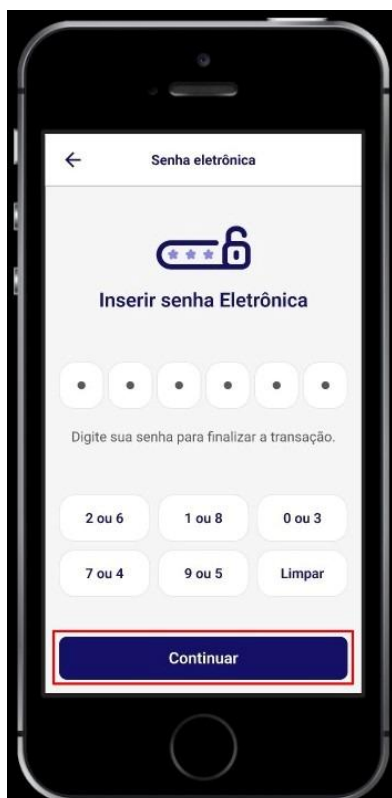 Senha eletrônica
* * *
Inserir senha Eletrônica
Digite sua senha para finalizar a transação.
2 ou 6 1 ou 8 0 ou 3
7 ou 4 9 ou 5 Limpar
Continuar